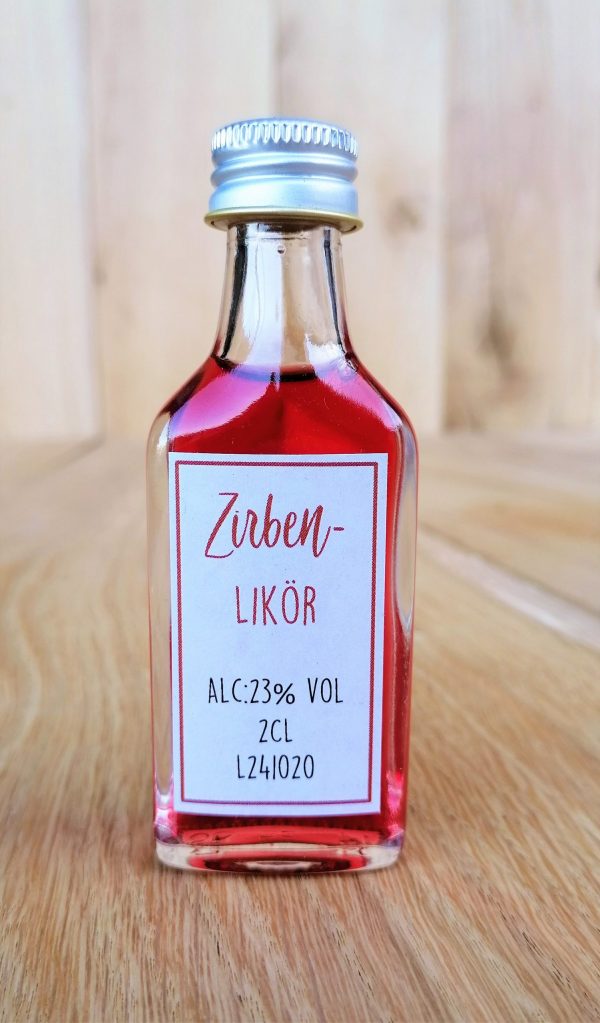 Zirben-
LIKÖR
ALC:23% VOL
2CL
L241020